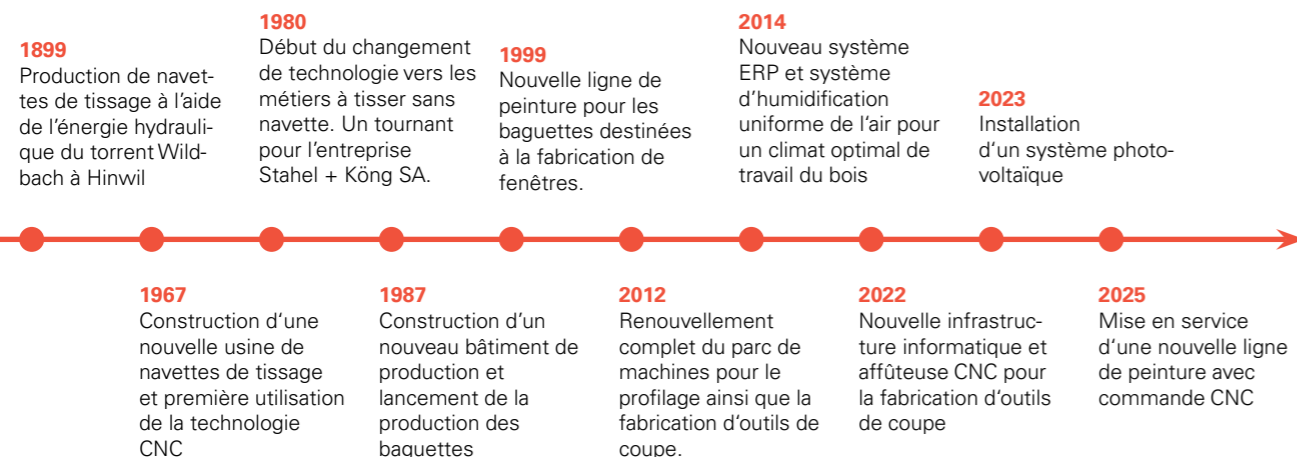 1899
Production de navet-
tes de tissage à l'aide
de l'énergie hydrauli-
que du torrent Wild-
bach à Hinwil
1967
Construction d'une
nouvelle usine de
navettes de tissage
et première utilisation
de la technologie
CNC
1980
Début du changement
de technologie vers les
métiers à tisser sans
navette. Un tournant
pour l'entreprise
Stahel + Köng SA.
1987
Construction d'un
nouveau bâtiment de
production et
lancement de la
production des
baguettes
1999
Nouvelle ligne de
peinture pour les
baguettes destinées
à la fabrication de
fenêtres.
2012
Renouvellement
complet du parc de
machines pour le
profilage ainsi que la
fabrication d'outils de
coupe.
2014
Nouveau système
ERP et système
d'humidification
uniforme de l'air pour
un climat optimal de
travail du bois
2022
Nouvelle infrastruc-
ture informatique et
affûteuse CNC pour
la fabrication d'outils
de coupe
2023
Installation
d'un système photo-
voltaïque
2025
Mise en service
d'une nouvelle ligne
de peinture avec
commande CNC